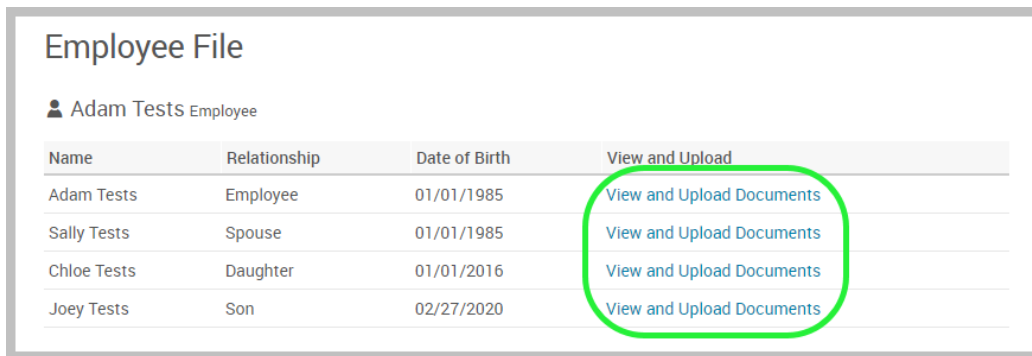 Employee File
Adam Tests Employee
Name Relationship Date of Birth View and Upload
Adam Tests Employee 01/01/1985 View and Upload Documents
Sally Tests Spouse 01/01/1985 View and Upload Documents
Chloe Tests Daughter 01/01/2016 View and Upload Documents
Joey Tests Son 02/27/2020 View and Upload Documents